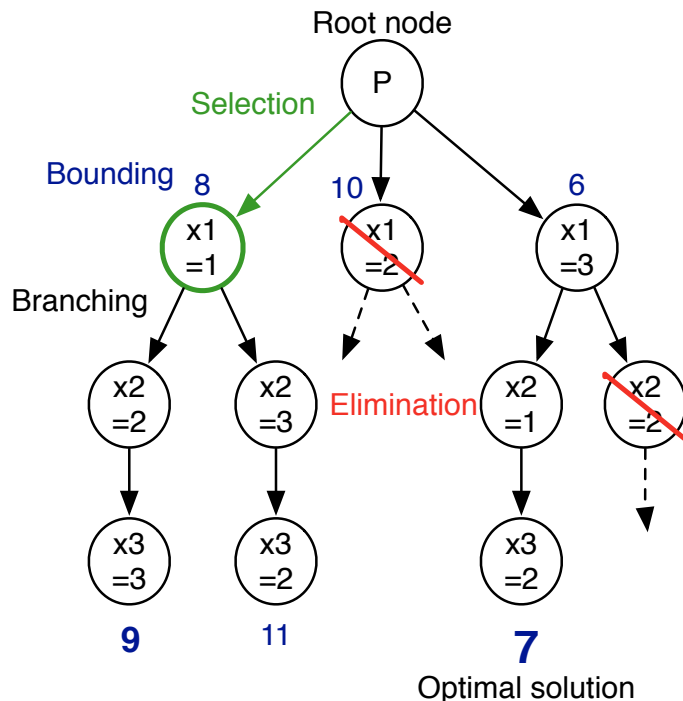 Root node
P
Selection
Bounding
8
10
6
x1
=1
x1
=2
x1
=3
Branching
x2
=2
x2
=3
Elimination
x2
=1
x2
=2
x3
=3
x3
=2
x3
=2
9
11
7
Optimal solution